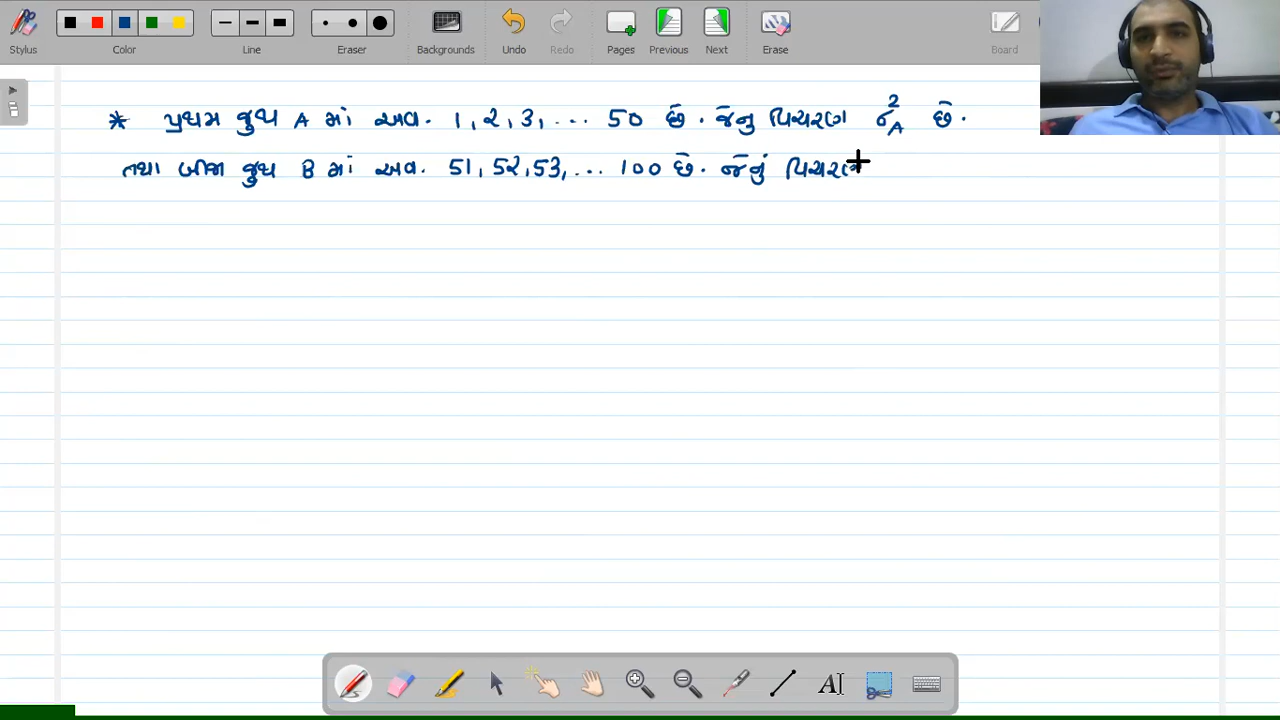 Stylus Color Line Eraser Backgrounds Undo Redo Pages Previous Next Erase Board
* પ્રથમ જુથ A માં અવ. 1, 2, 3, ... 50 છે. જેનુ વિચરણ σ²A છે.
તથા બીજા જુથ B માં અવ. 51, 52, 53, ... 100 છે. જેનું વિચરણ